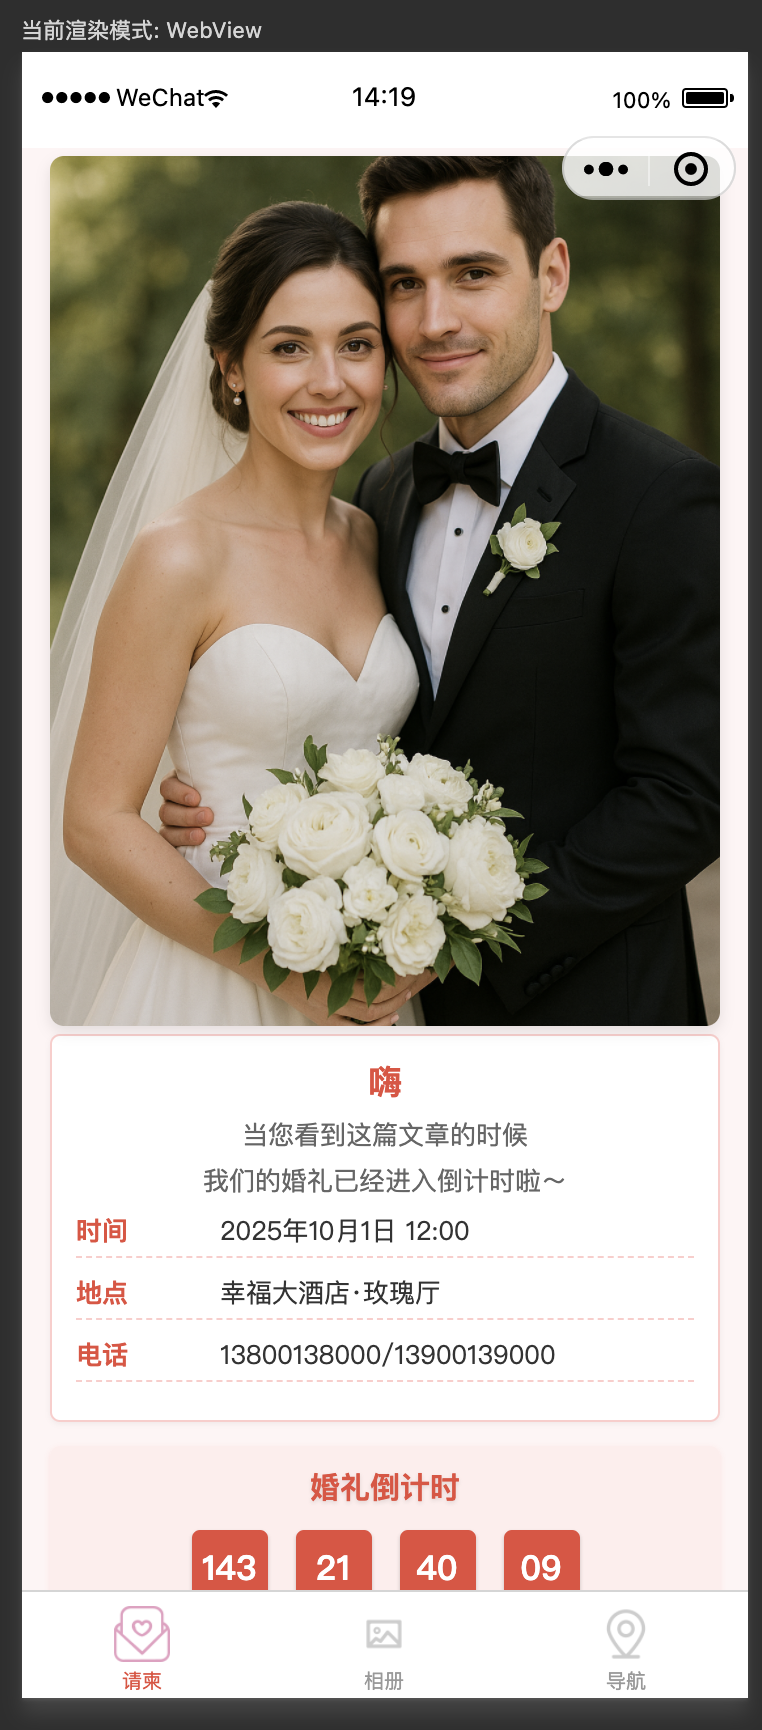 当前渲染模式: WebView
WeChat 14:19 100%
嗨
当您看到这篇文章的时候
我们的婚礼已经进入倒计时啦～
时间 2025年10月1日 12:00
地点 幸福大酒店·玫瑰厅
电话 13800138000/13900139000
婚礼倒计时
143 21 40 09
请柬 相册 导航